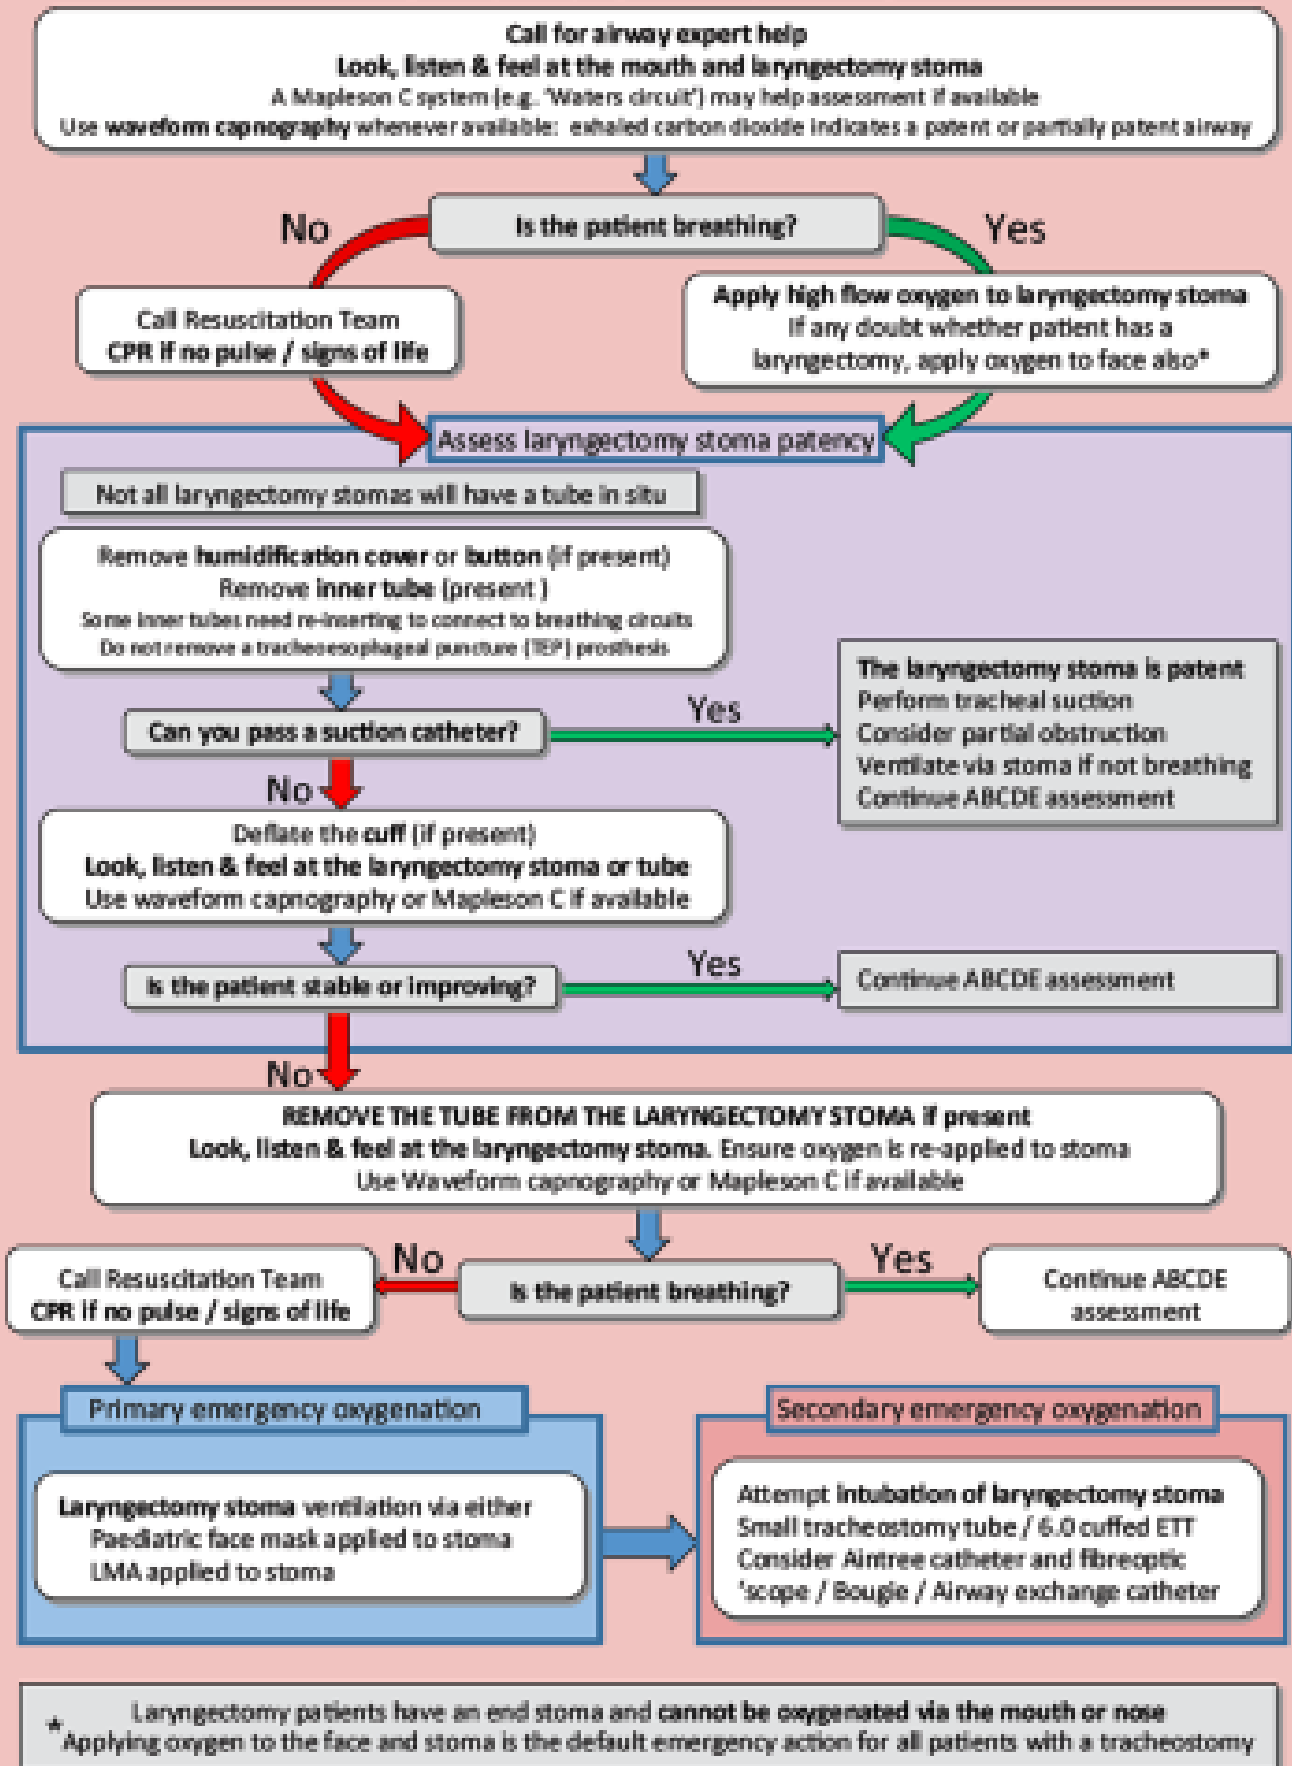 Call for airway expert help
Look, listen & feel at the mouth and laryngectomy stoma
A Mapleson C system (e.g. 'Waters circuit') may help assessment if available
Use waveform capnography whenever available: exhaled carbon dioxide indicates a patent or partially patent airway
No
Is the patient breathing?
Yes
Call Resuscitation Team
CPR if no pulse / signs of life
Apply high flow oxygen to laryngectomy stoma
If any doubt whether patient has a
laryngectomy, apply oxygen to face also*
Assess laryngectomy stoma patency
Not all laryngectomy stomas will have a tube in situ
Remove humidification cover or button (if present)
Remove inner tube (present )
Some inner tubes need re-inserting to connect to breathing circuits
Do not remove a tracheoesophageal puncture (TEP) prosthesis
Can you pass a suction catheter?
Yes
The laryngectomy stoma is patent
Perform tracheal suction
Consider partial obstruction
Ventilate via stoma if not breathing
Continue ABCDE assessment
No
Deflate the cuff (if present)
Look, listen & feel at the laryngectomy stoma or tube
Use waveform capnography or Mapleson C if available
Is the patient stable or improving?
Yes
Continue ABCDE assessment
No
REMOVE THE TUBE FROM THE LARYNGECTOMY STOMA if present
Look, listen & feel at the laryngectomy stoma. Ensure oxygen is re-applied to stoma
Use Waveform capnography or Mapleson C if available
Call Resuscitation Team
CPR if no pulse / signs of life
No
Is the patient breathing?
Yes
Continue ABCDE
assessment
Primary emergency oxygenation
Laryngectomy stoma ventilation via either
Paediatric face mask applied to stoma
LMA applied to stoma
Secondary emergency oxygenation
Attempt intubation of laryngectomy stoma
Small tracheostomy tube / 6.0 cuffed ETT
Consider Aintree catheter and fibreoptic
'scope / Bougie / Airway exchange catheter
Laryngectomy patients have an end stoma and cannot be oxygenated via the mouth or nose
*Applying oxygen to the face and stoma is the default emergency action for all patients with a tracheostomy